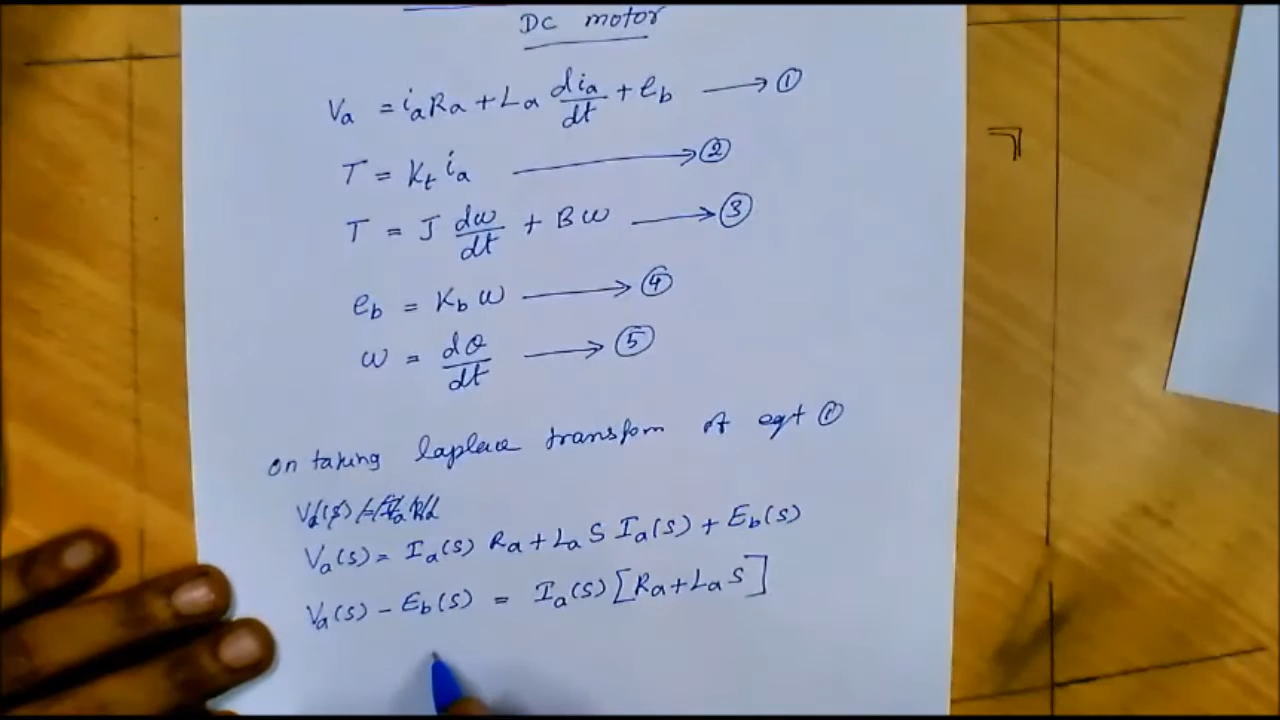 DC motor
Va = iaRa + La dia/dt + eb → ①
T = Kt ia → ②
T = J dω/dt + Bω → ③
eb = Kb ω → ④
ω = dθ/dt → ⑤
on taking laplace transfom of eqt ①
Va(s) = Ia(s) Ra + La S Ia(s) + Eb(s)
Va(s) - Eb(s) = Ia(s) [Ra + La S]